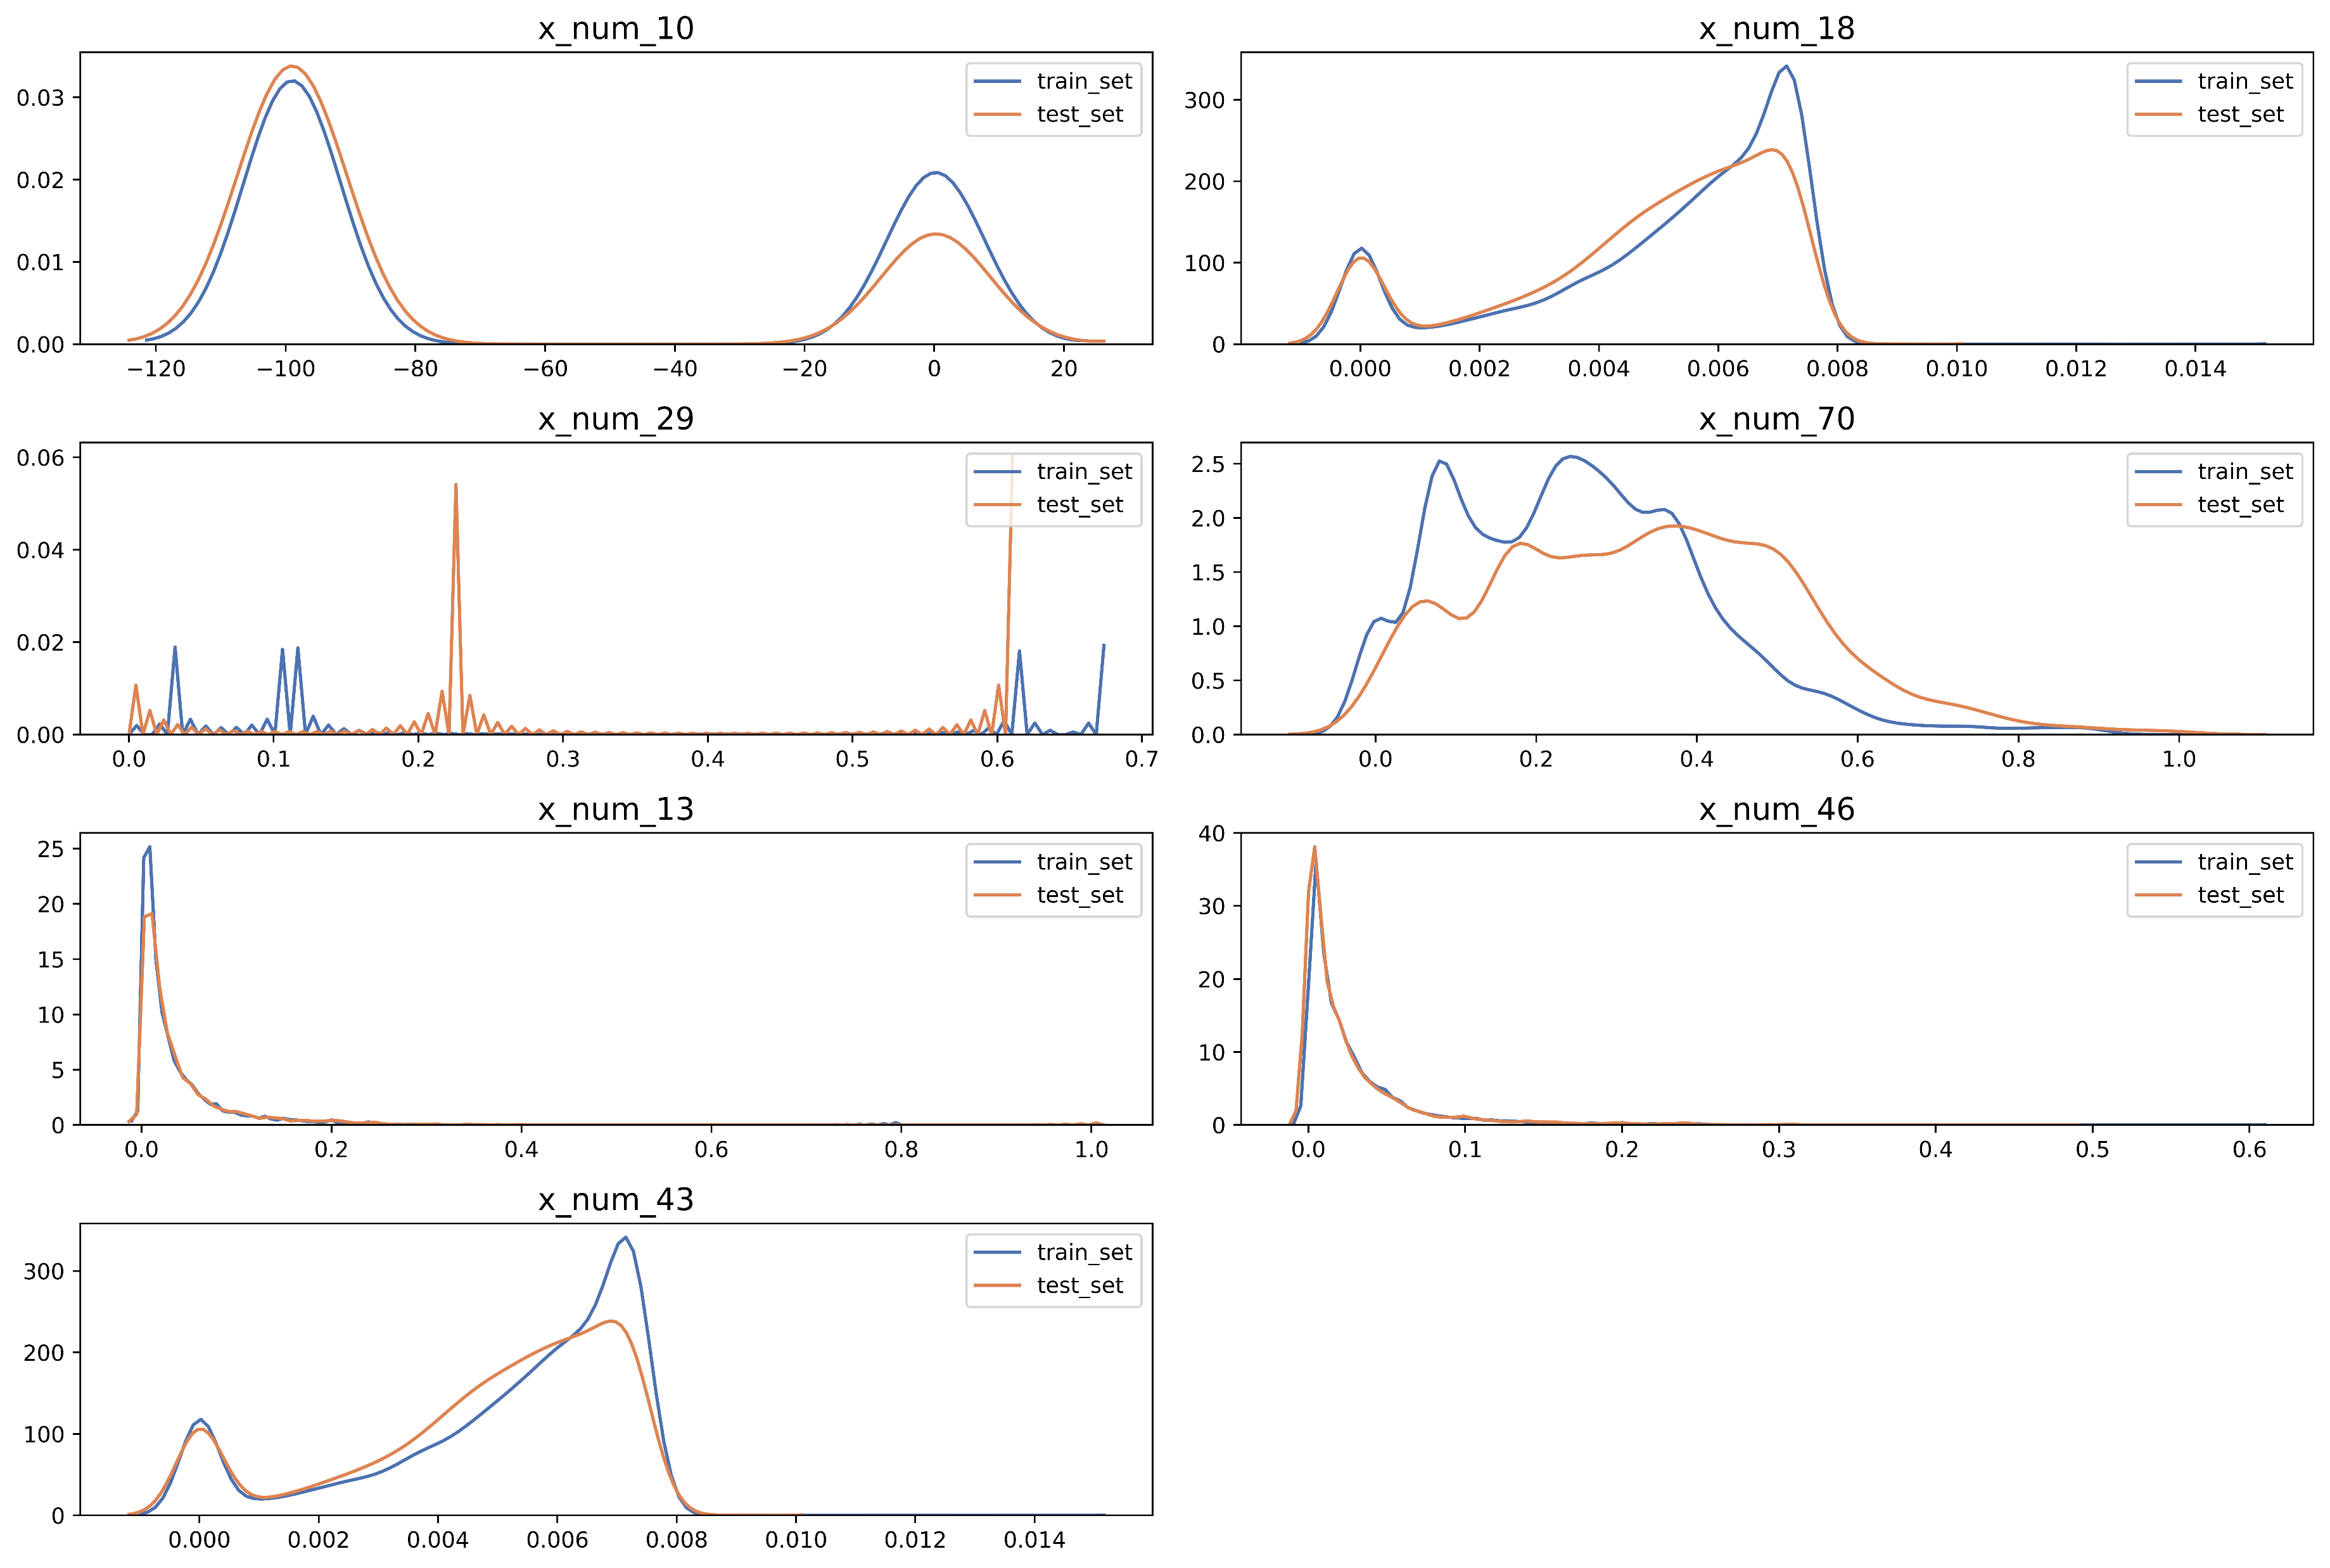 x_num_10
0.03
0.02
0.01
0.00
−120 −100 −80 −60 −40 −20 0 20
train_set
test_set
x_num_18
300
200
100
0
0.000 0.002 0.004 0.006 0.008 0.010 0.012 0.014
train_set
test_set
x_num_29
0.06
0.04
0.02
0.00
0.0 0.1 0.2 0.3 0.4 0.5 0.6 0.7
train_set
test_set
x_num_70
2.5
2.0
1.5
1.0
0.5
0.0
0.0 0.2 0.4 0.6 0.8 1.0
train_set
test_set
x_num_13
25
20
15
10
5
0
0.0 0.2 0.4 0.6 0.8 1.0
train_set
test_set
x_num_46
40
30
20
10
0
0.0 0.1 0.2 0.3 0.4 0.5 0.6
train_set
test_set
x_num_43
300
200
100
0
0.000 0.002 0.004 0.006 0.008 0.010 0.012 0.014
train_set
test_set